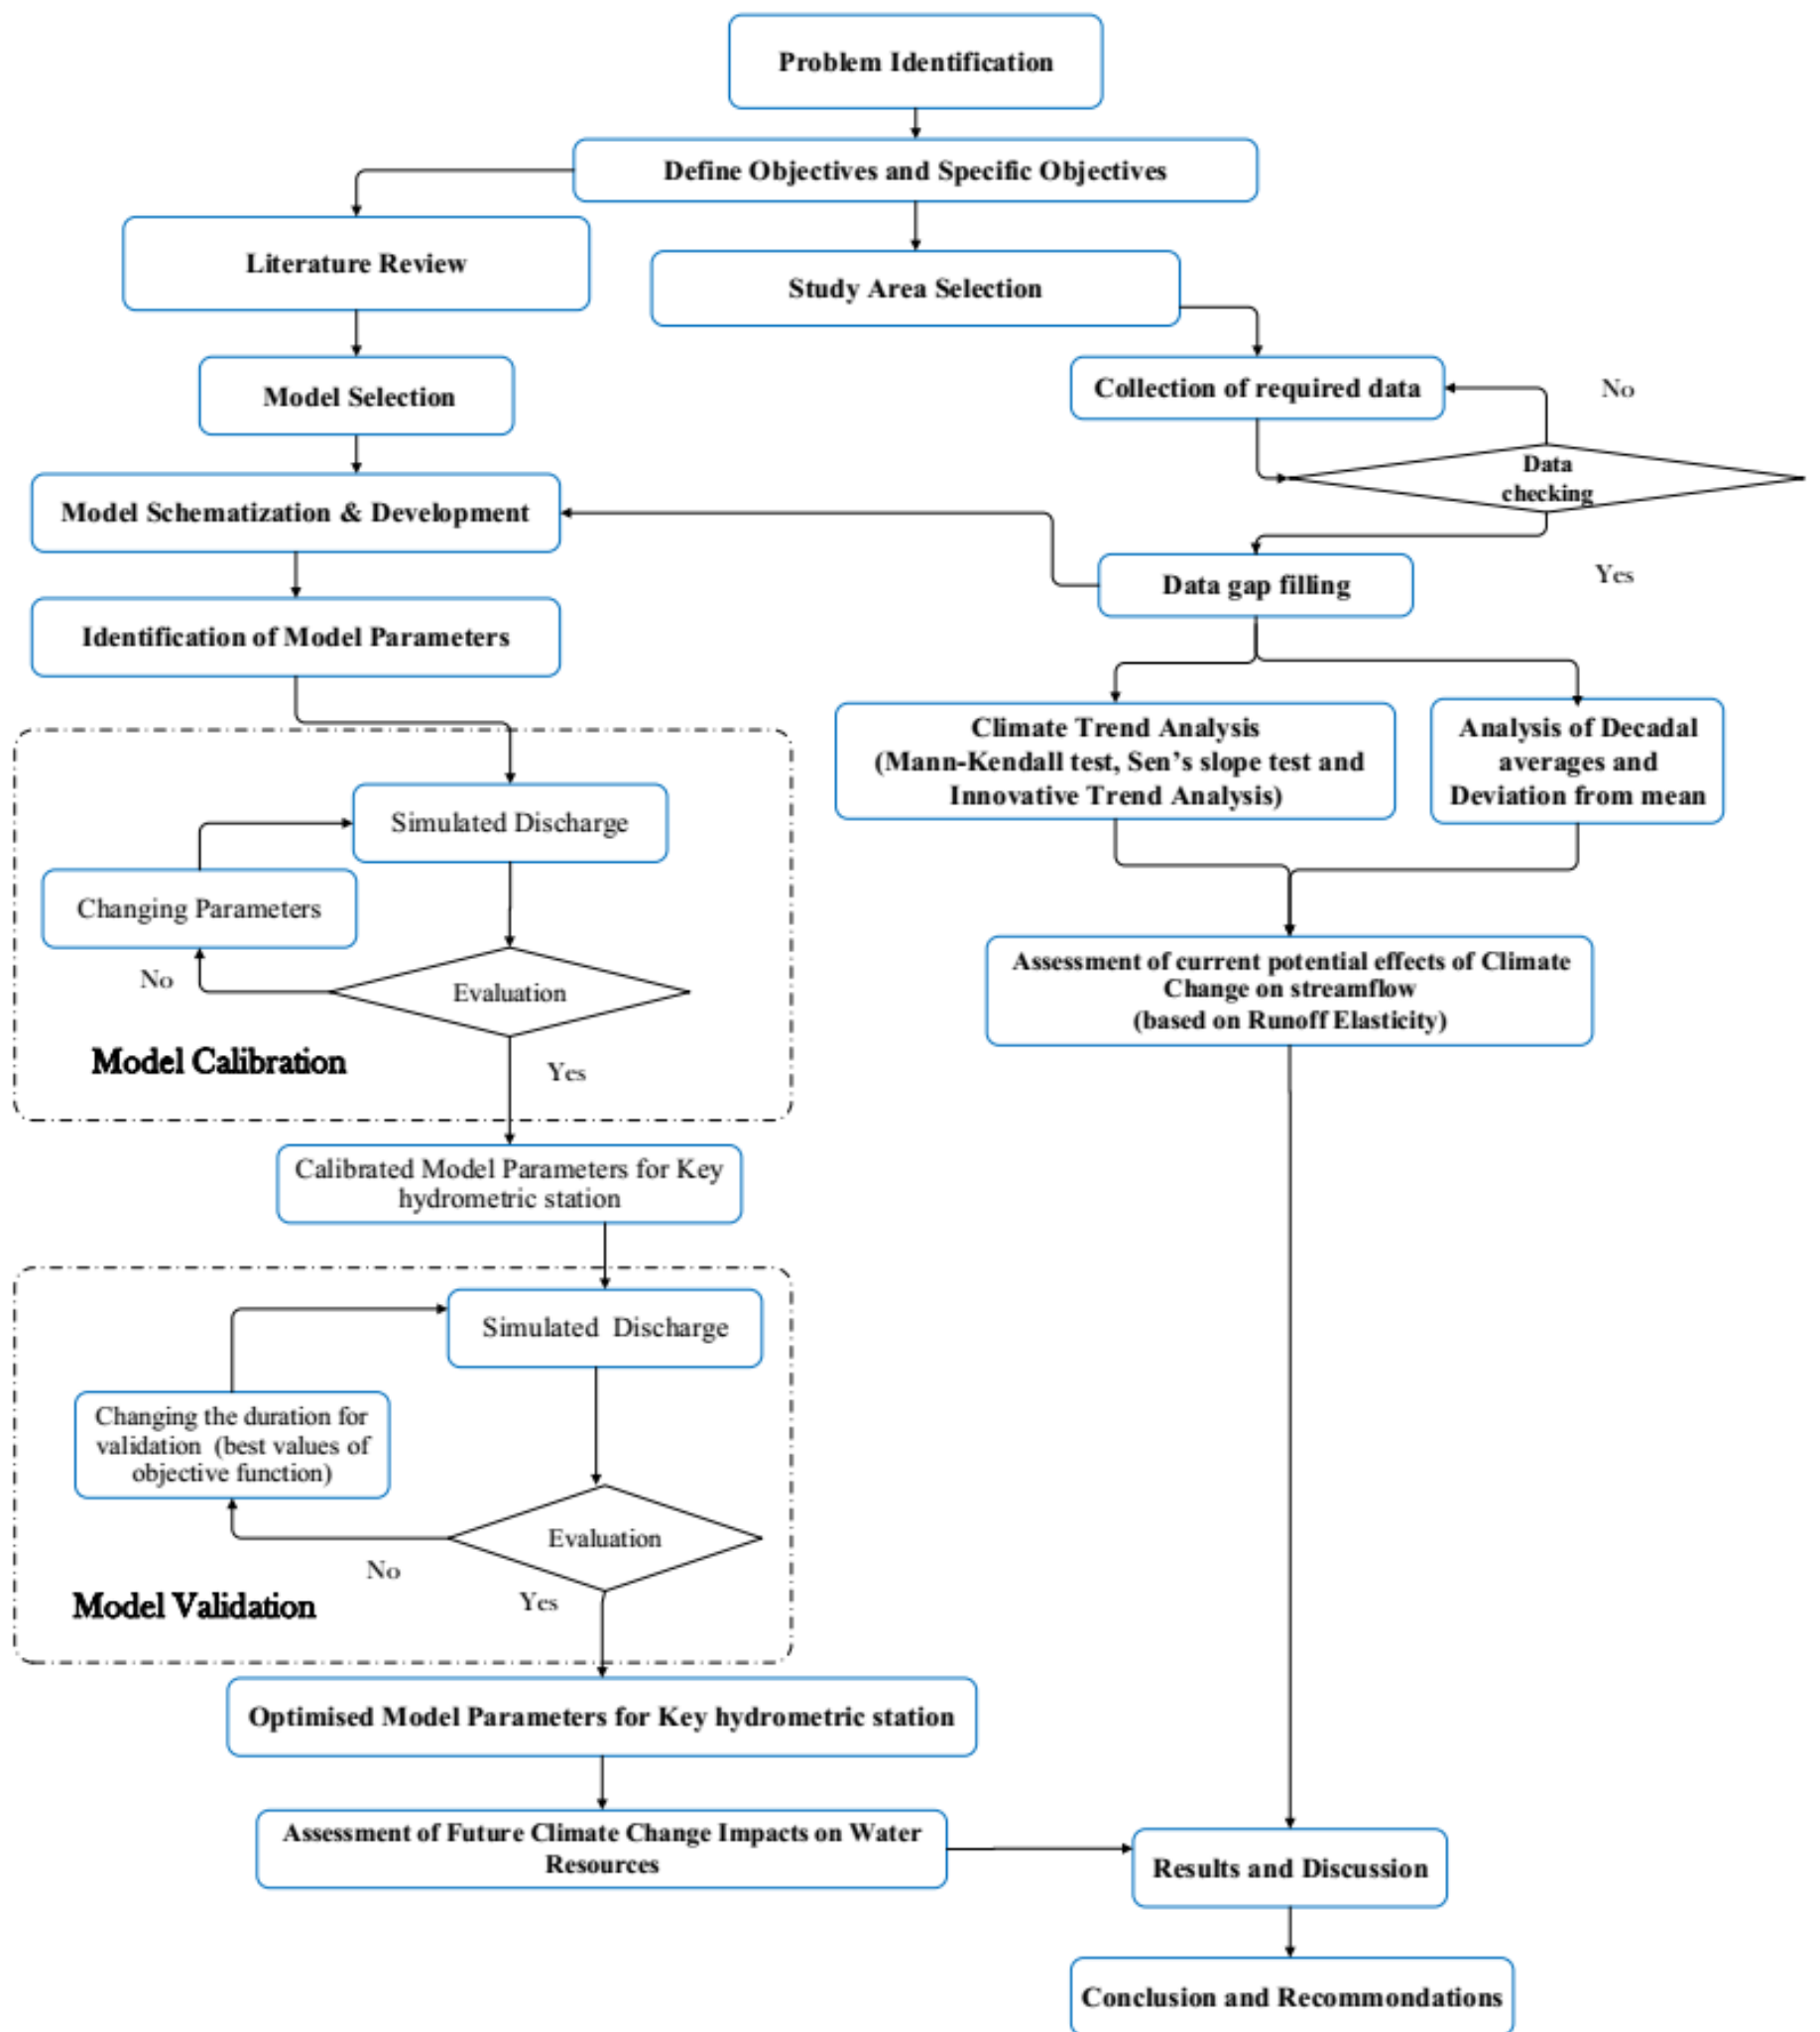 Problem Identification
Define Objectives and Specific Objectives
Literature Review
Study Area Selection
Model Selection
Collection of required data
No
Data
checking
Model Schematization & Development
Yes
Data gap filling
Identification of Model Parameters
Climate Trend Analysis
(Mann-Kendall test, Sen’s slope test and
Innovative Trend Analysis)
Analysis of Decadal
averages and
Deviation from mean
Simulated Discharge
Changing Parameters
No
Evaluation
Model Calibration
Yes
Assessment of current potential effects of Climate
Change on streamflow
(based on Runoff Elasticity)
Calibrated Model Parameters for Key
hydrometric station
Simulated Discharge
Changing the duration for
validation (best values of
objective function)
Evaluation
No
Yes
Model Validation
Optimised Model Parameters for Key hydrometric station
Assessment of Future Climate Change Impacts on Water
Resources
Results and Discussion
Conclusion and Recommondations